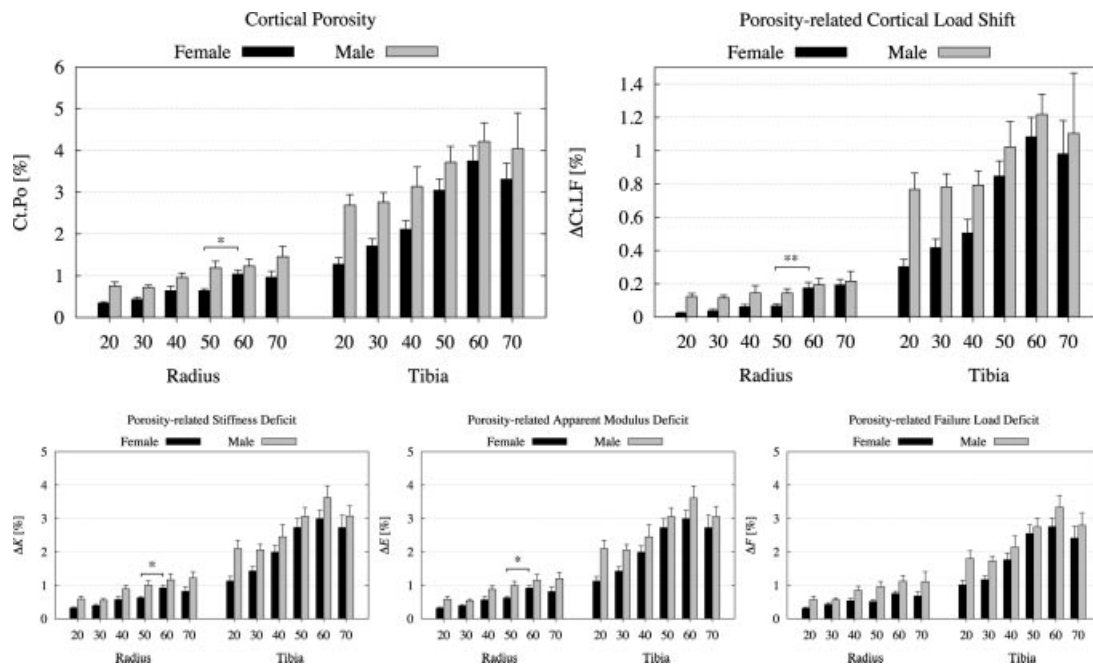 Cortical Porosity
Female Male
Ct.Po [%]
6
5
4
3
2
1
0
*
20 30 40 50 60 70 20 30 40 50 60 70
Radius Tibia
Porosity-related Cortical Load Shift
Female Male
ΔCt.LF [%]
1.4
1.2
1
0.8
0.6
0.4
0.2
0
**
20 30 40 50 60 70 20 30 40 50 60 70
Radius Tibia
Porosity-related Stiffness Deficit
Female Male
ΔK [%]
5
4
3
2
1
0
*
20 30 40 50 60 70 20 30 40 50 60 70
Radius Tibia
Porosity-related Apparent Modulus Deficit
Female Male
ΔE [%]
5
4
3
2
1
0
*
20 30 40 50 60 70 20 30 40 50 60 70
Radius Tibia
Porosity-related Failure Load Deficit
Female Male
ΔF [%]
5
4
3
2
1
0
20 30 40 50 60 70 20 30 40 50 60 70
Radius Tibia